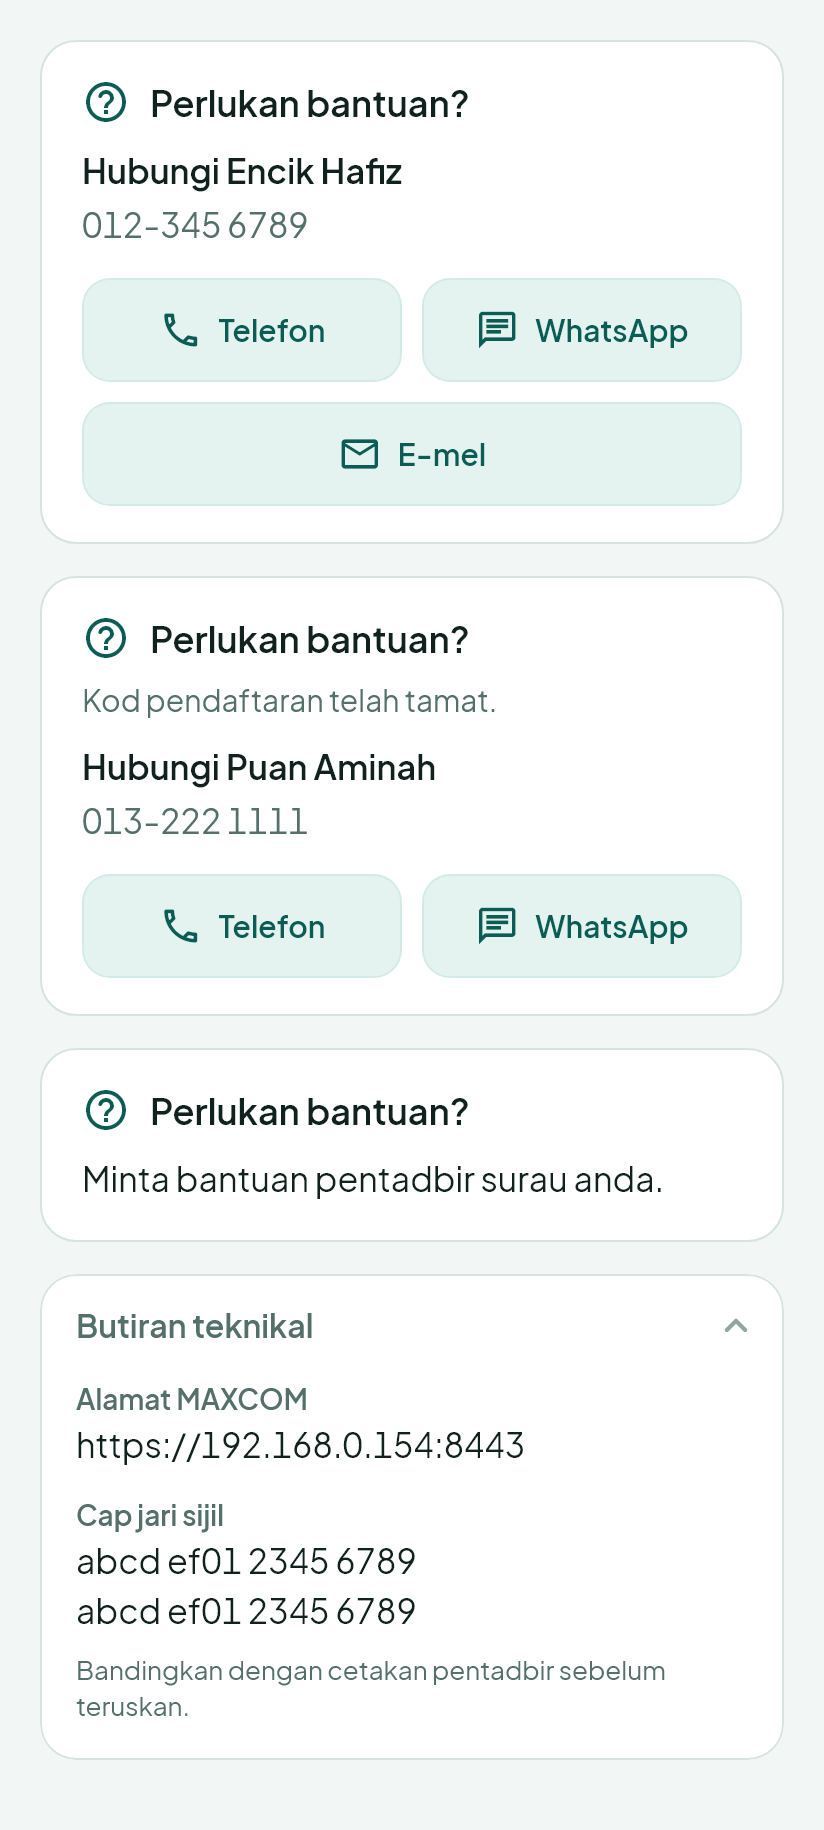 Perlukan bantuan?
Hubungi Encik Hafiz
012-345 6789
Telefon
WhatsApp
E-mel
Perlukan bantuan?
Kod pendaftaran telah tamat.
Hubungi Puan Aminah
013-222 1111
Telefon
WhatsApp
Perlukan bantuan?
Minta bantuan pentadbir surau anda.
Butiran teknikal
Alamat MAXCOM
https://192.168.0.154:8443
Cap jari sijil
abcd ef01 2345 6789
abcd ef01 2345 6789
Bandingkan dengan cetakan pentadbir sebelum
teruskan.